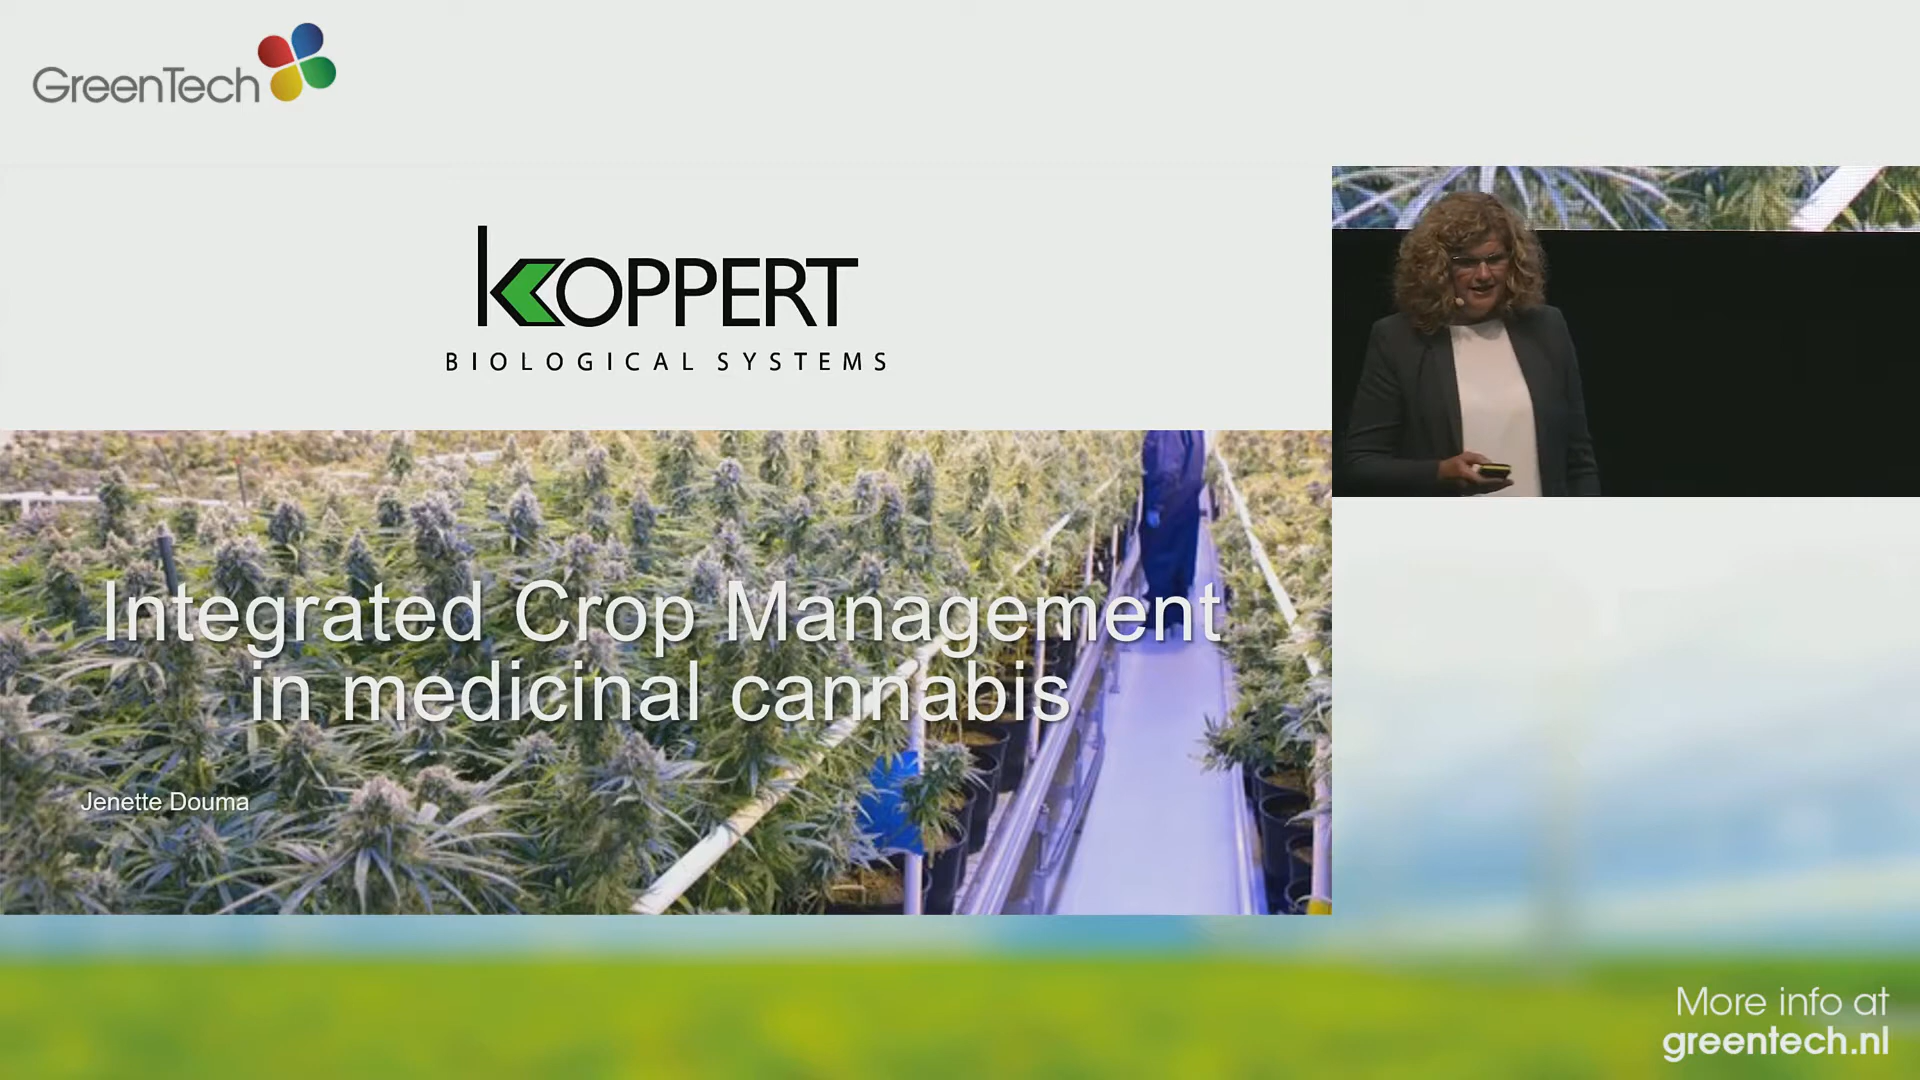 GreenTech
KOPPERT
BIOLOGICAL SYSTEMS
Integrated Crop Management
in medicinal cannabis
Jenette Douma
More info at
greentech.nl